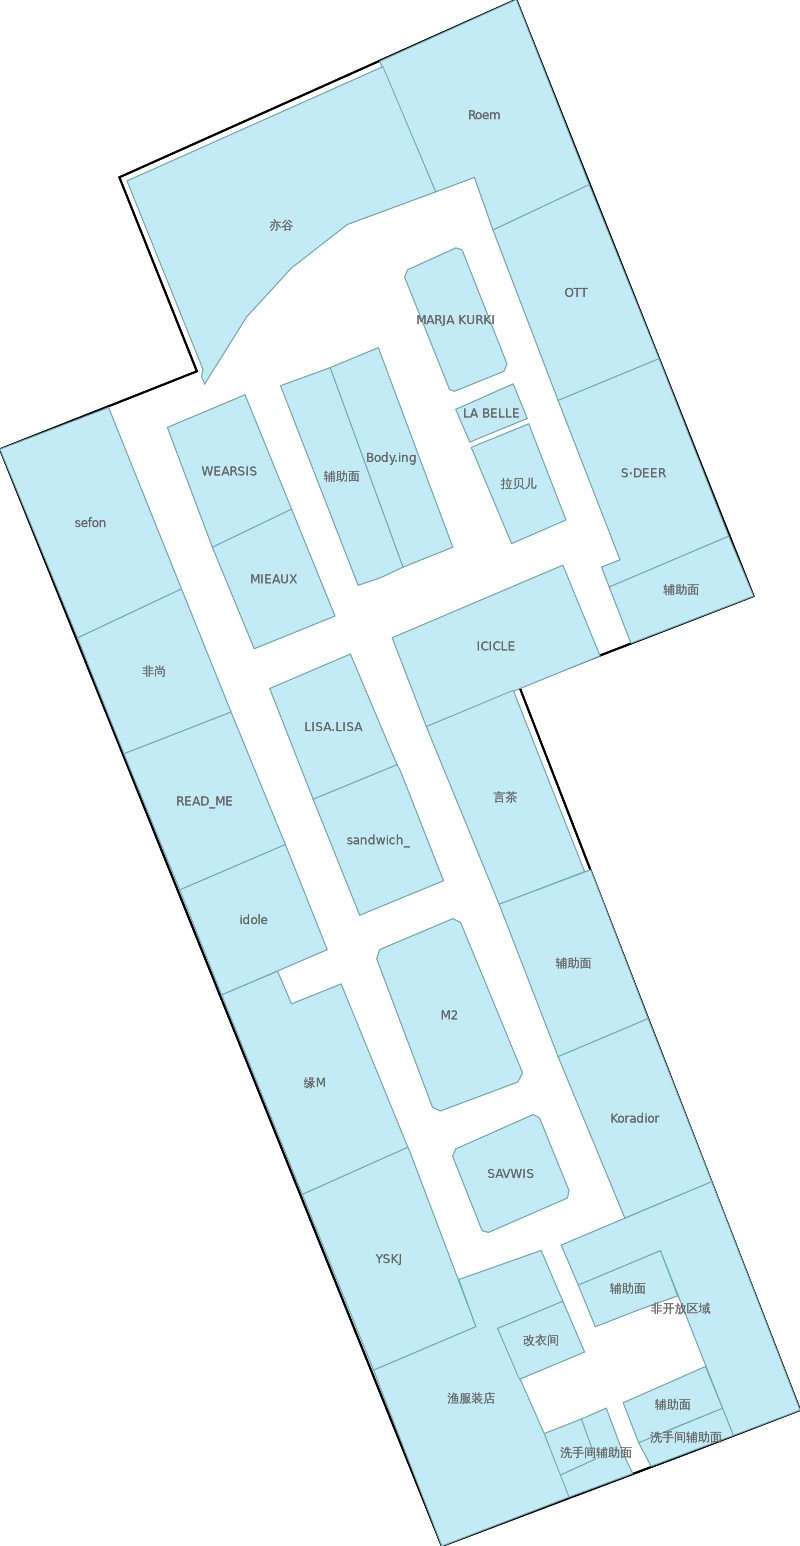 Roem
亦谷
OTT
MARJA KURKI
LA BELLE
Body.ing
WEARSIS
辅助面
S·DEER
拉贝儿
sefon
MIEAUX
辅助面
ICICLE
非尚
LISA.LISA
言茶
READ_ME
sandwich_
idole
辅助面
M2
缘M
Koradior
SAVWIS
YSKJ
辅助面
非开放区域
改衣间
渔服装店
辅助面
洗手间辅助面
洗手间辅助面